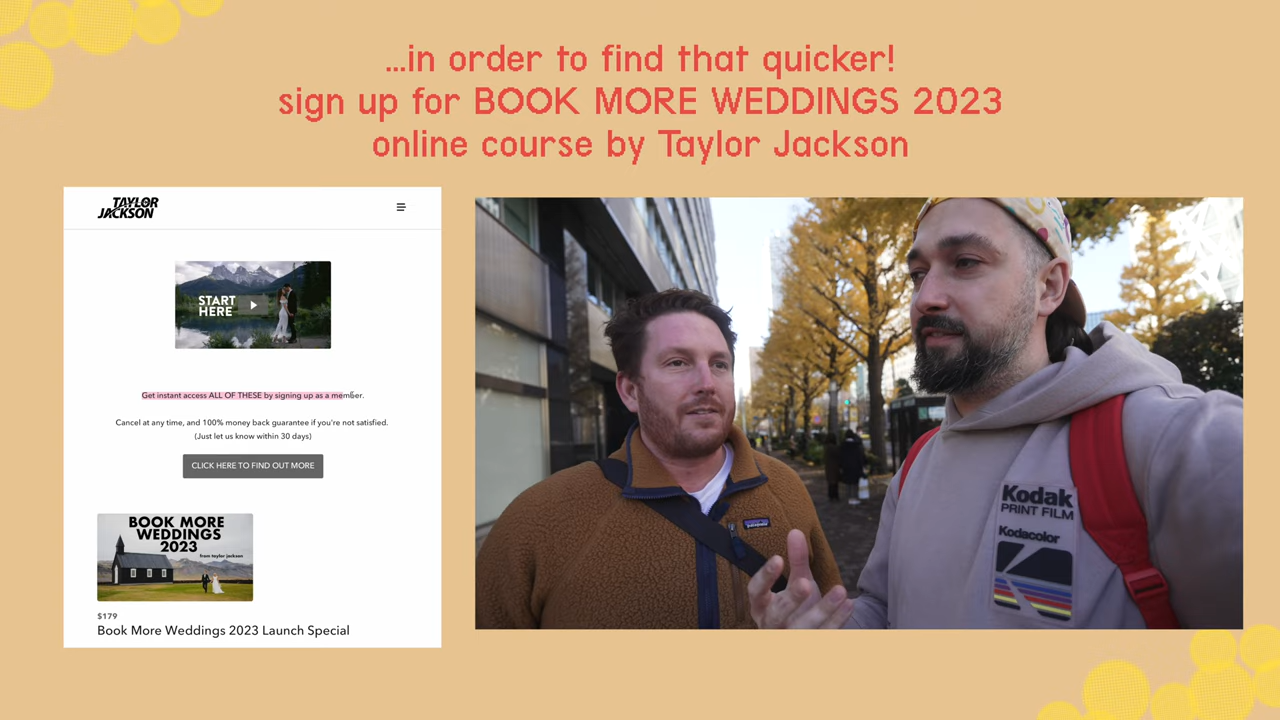 ...in order to find that quicker!
sign up for BOOK MORE WEDDINGS 2023
online course by Taylor Jackson
TAYLOR
JACKSON
START
HERE
Get instant access ALL OF THESE by signing up as a member.
Cancel at any time, and 100% money back guarantee if you're not satisfied.
(Just let us know within 30 days)
CLICK HERE TO FIND OUT MORE
BOOK MORE
WEDDINGS
2023
from taylor jackson
$179
Book More Weddings 2023 Launch Special
patagonia
Kodak
PRINT FILM
Kodacolor